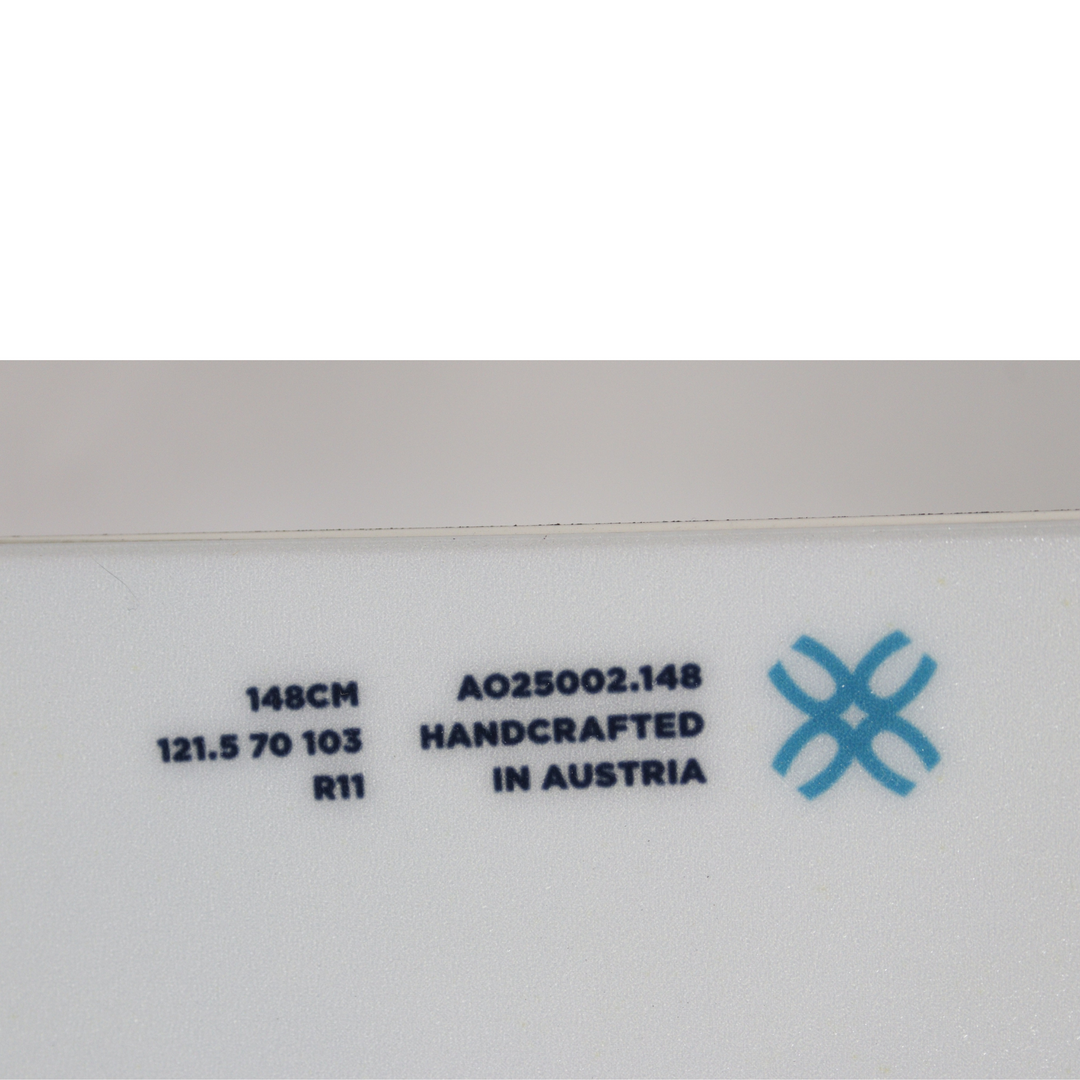 148CM
121.5 70 103
R11
AO25002.148
HANDCRAFTED
IN AUSTRIA